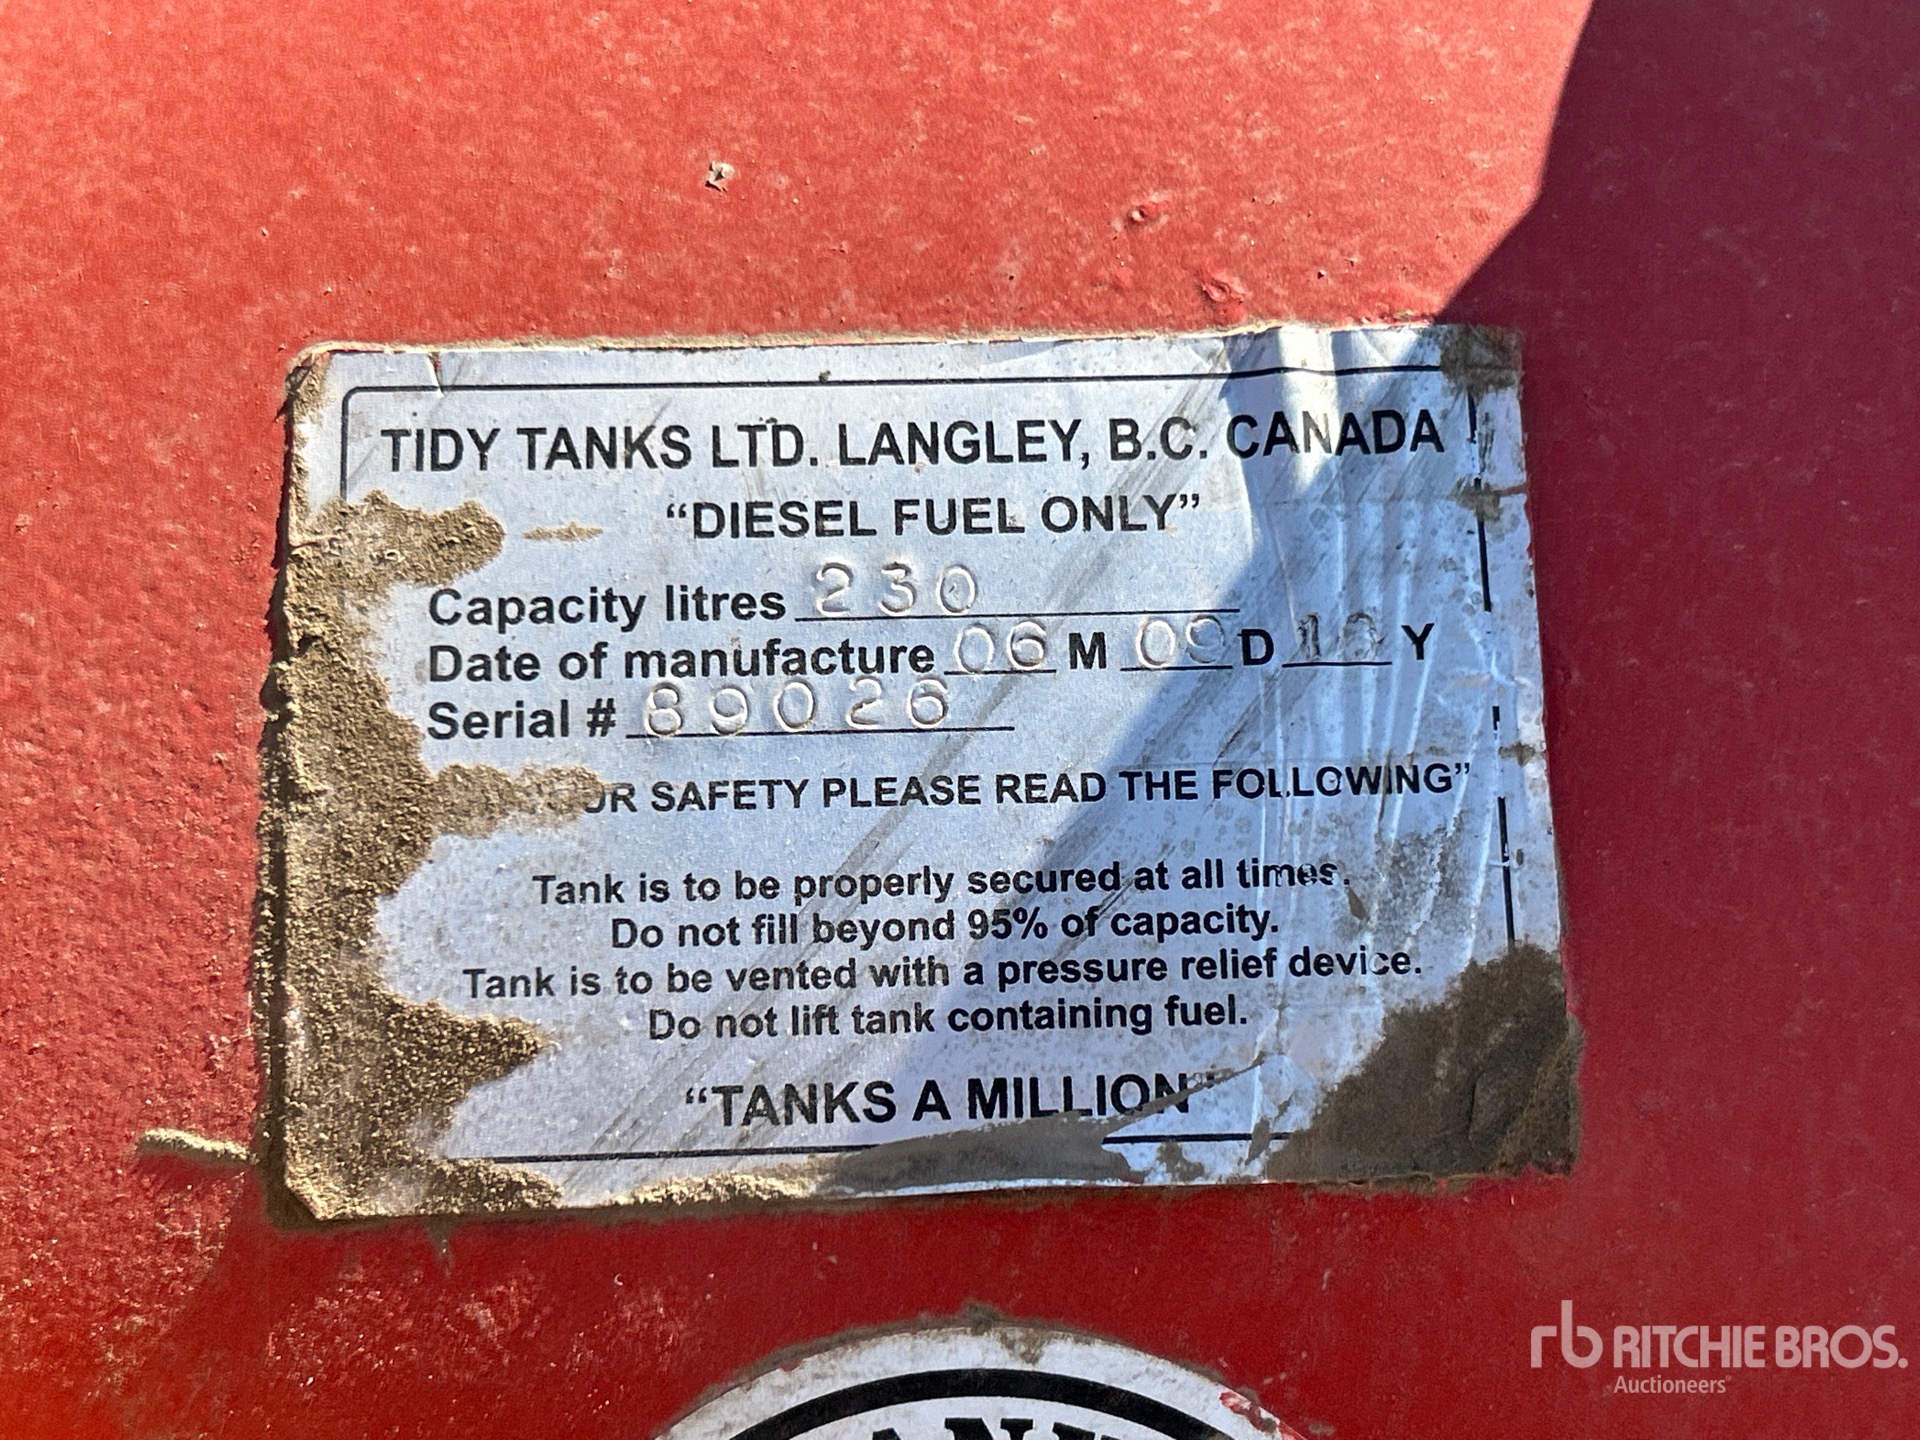 TIDY TANKS LTD. LANGLEY, B.C. CANADA
“DIESEL FUEL ONLY”
Capacity litres 230
Date of manufacture 06 M D Y
Serial # 89026
SAFETY PLEASE READ THE FOLLOWING”
Tank is to be properly secured at all times.
Do not fill beyond 95% of capacity.
Tank is to be vented with a pressure relief device.
Do not lift tank containing fuel.
“TANKS A MILLION”
rb RITCHIE BROS.
Auctioneers